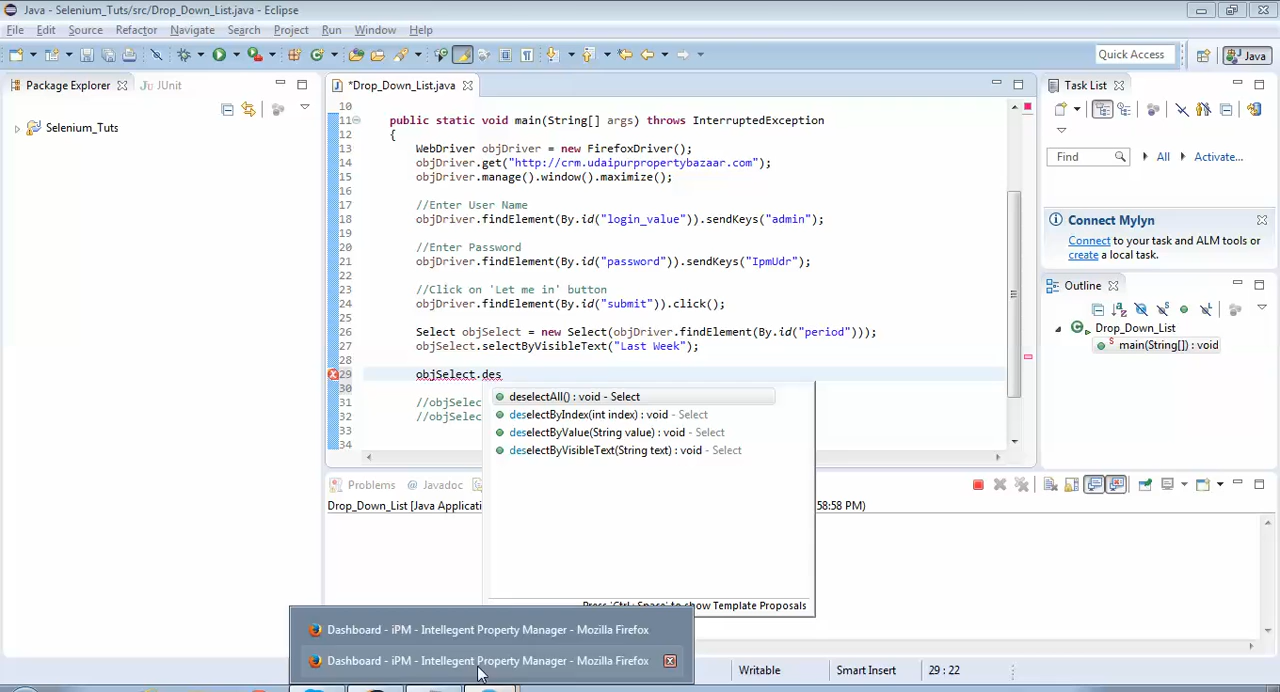 Java - Selenium_Tuts/src/Drop_Down_List.java - Eclipse
File Edit Source Refactor Navigate Search Project Run Window Help
Quick Access Java
Package Explorer JUnit
Selenium_Tuts
*Drop_Down_List.java
10
11 public static void main(String[] args) throws InterruptedException
12 {
13 WebDriver objDriver = new FirefoxDriver();
14 objDriver.get("http://crm.udaipurpropertybazaar.com");
15 objDriver.manage().window().maximize();
16
17 //Enter User Name
18 objDriver.findElement(By.id("login_value")).sendKeys("admin");
19
20 //Enter Password
21 objDriver.findElement(By.id("password")).sendKeys("IpmUdr");
22
23 //Click on 'Let me in' button
24 objDriver.findElement(By.id("submit")).click();
25
26 Select objSelect = new Select(objDriver.findElement(By.id("period")));
27 objSelect.selectByVisibleText("Last Week");
28
29 objSelect.des
30
31 //objSelec
32 //objSelec
33
34
deselectAll() : void - Select
deselectByIndex(int index) : void - Select
deselectByValue(String value) : void - Select
deselectByVisibleText(String text) : void - Select
Press 'Ctrl+Space' to show Template Proposals
Task List
Find All Activate...
Connect Mylyn
Connect to your task and ALM tools or
create a local task.
Outline
Drop_Down_List
main(String[]) : void
Problems Javadoc
Drop_Down_List [Java Applicati :58:58 PM)
Dashboard - iPM - Intellegent Property Manager - Mozilla Firefox
Dashboard - iPM - Intellegent Property Manager - Mozilla Firefox
Writable Smart Insert 29 : 22